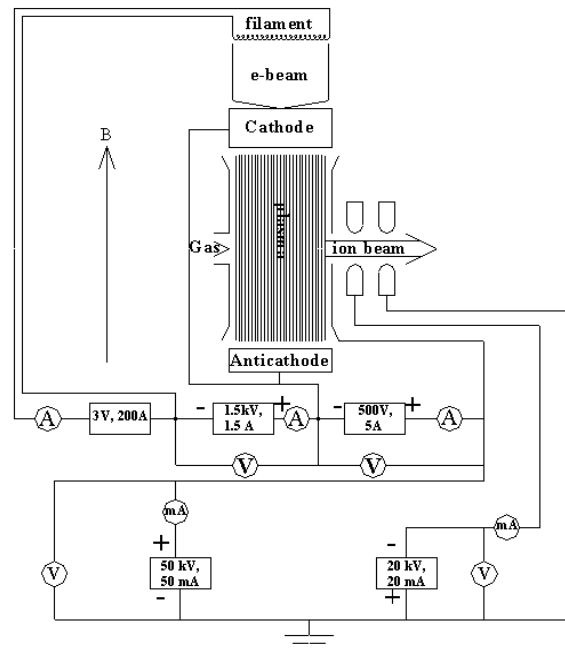 filament
e-beam
Cathode
B
plasma
Gas
ion beam
Anticathode
A
3V, 200A
-
1.5kV,
1.5 A
+
A
-
500V,
5A
+
A
V
V
mA
+
50 kV,
50 mA
-
V
mA
-
20 kV,
20 mA
+
V